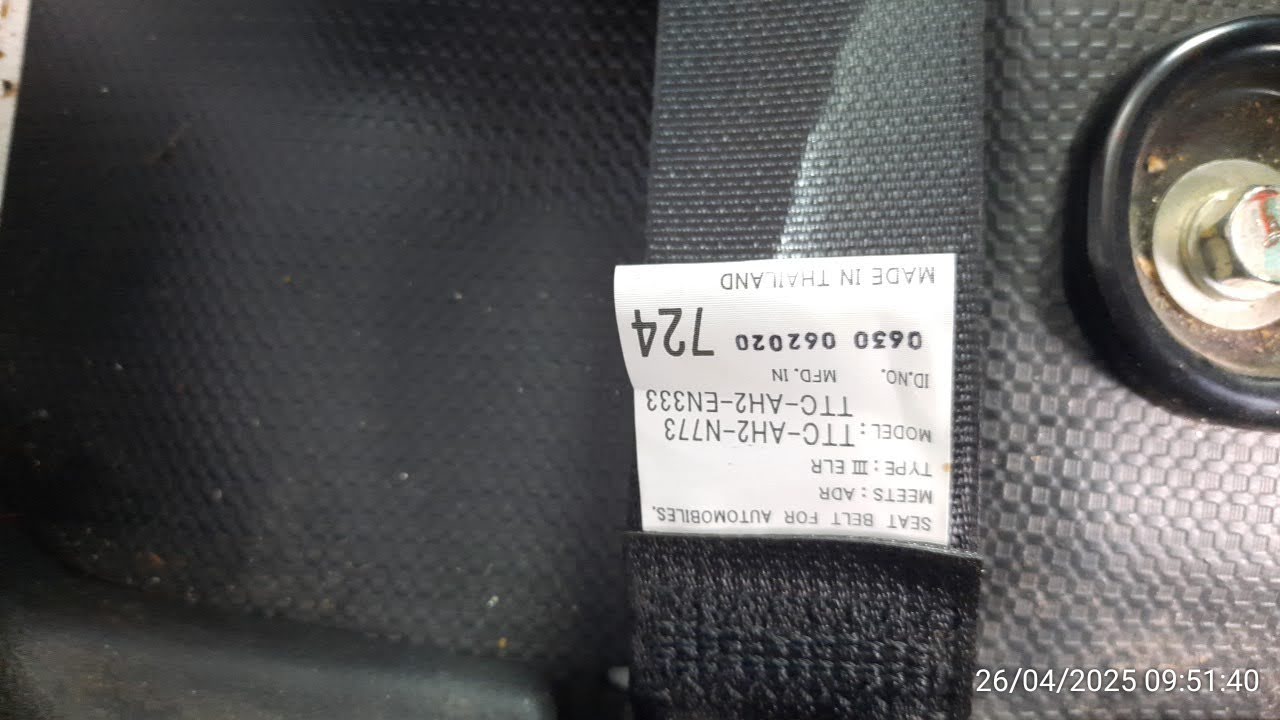 SEAT BELT FOR AUTOMOBILES.
MEETS: ADR
TYPE: III ELR
MODEL: TTC-AH2-N773
TTC-AH2-EN333
ID.NO. MFD. IN
0630 062020 724
MADE IN THAILAND
26/04/2025 09:51:40